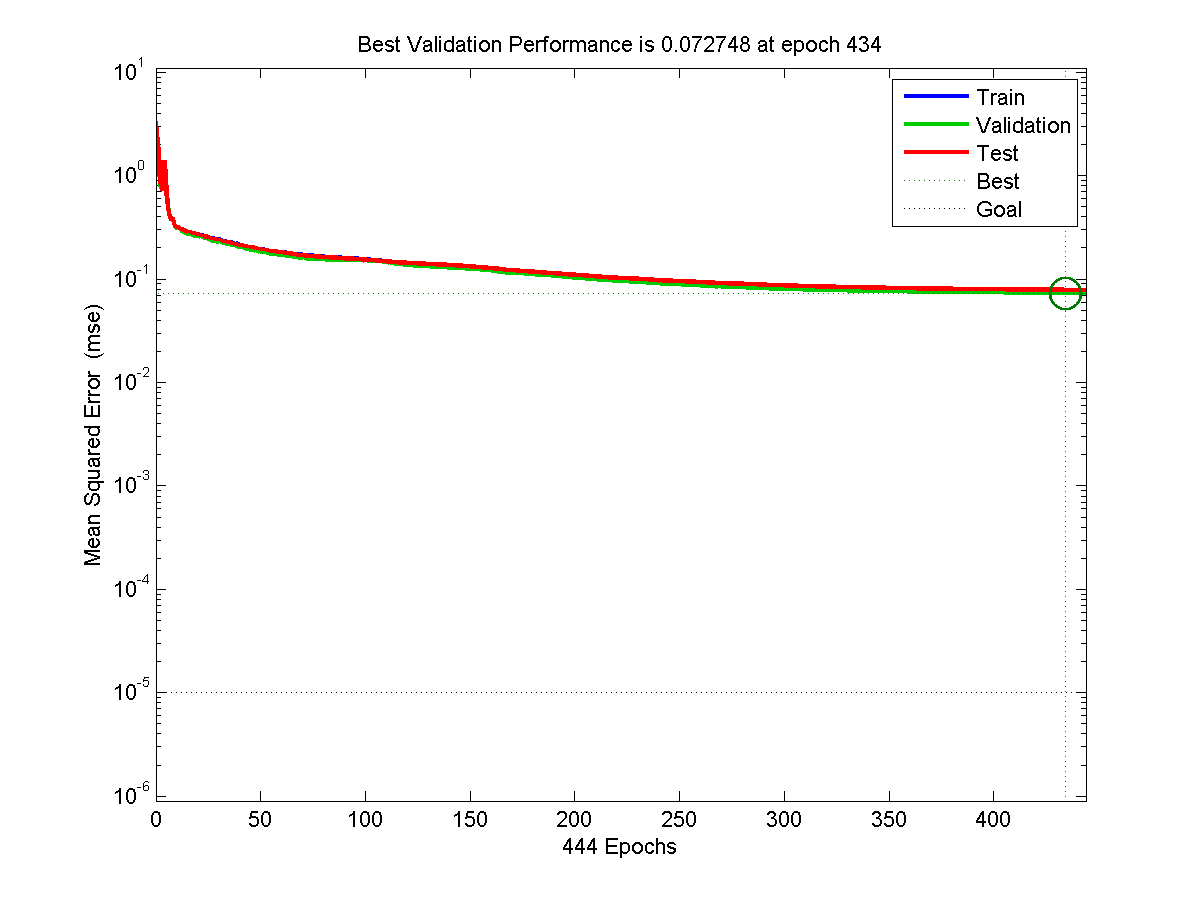 Best Validation Performance is 0.072748 at epoch 434
10^1
10^0
10^-1
10^-2
10^-3
10^-4
10^-5
10^-6
Mean Squared Error (mse)
Train
Validation
Test
Best
Goal
0 50 100 150 200 250 300 350 400
444 Epochs